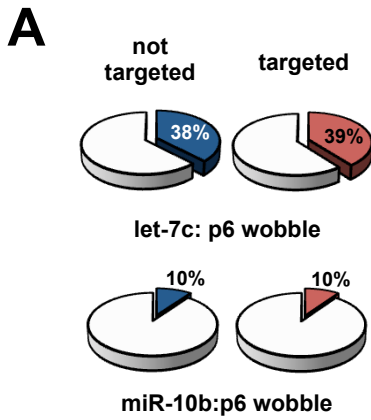 A
not
targeted
targeted
38%
39%
let-7c: p6 wobble
10%
10%
miR-10b:p6 wobble